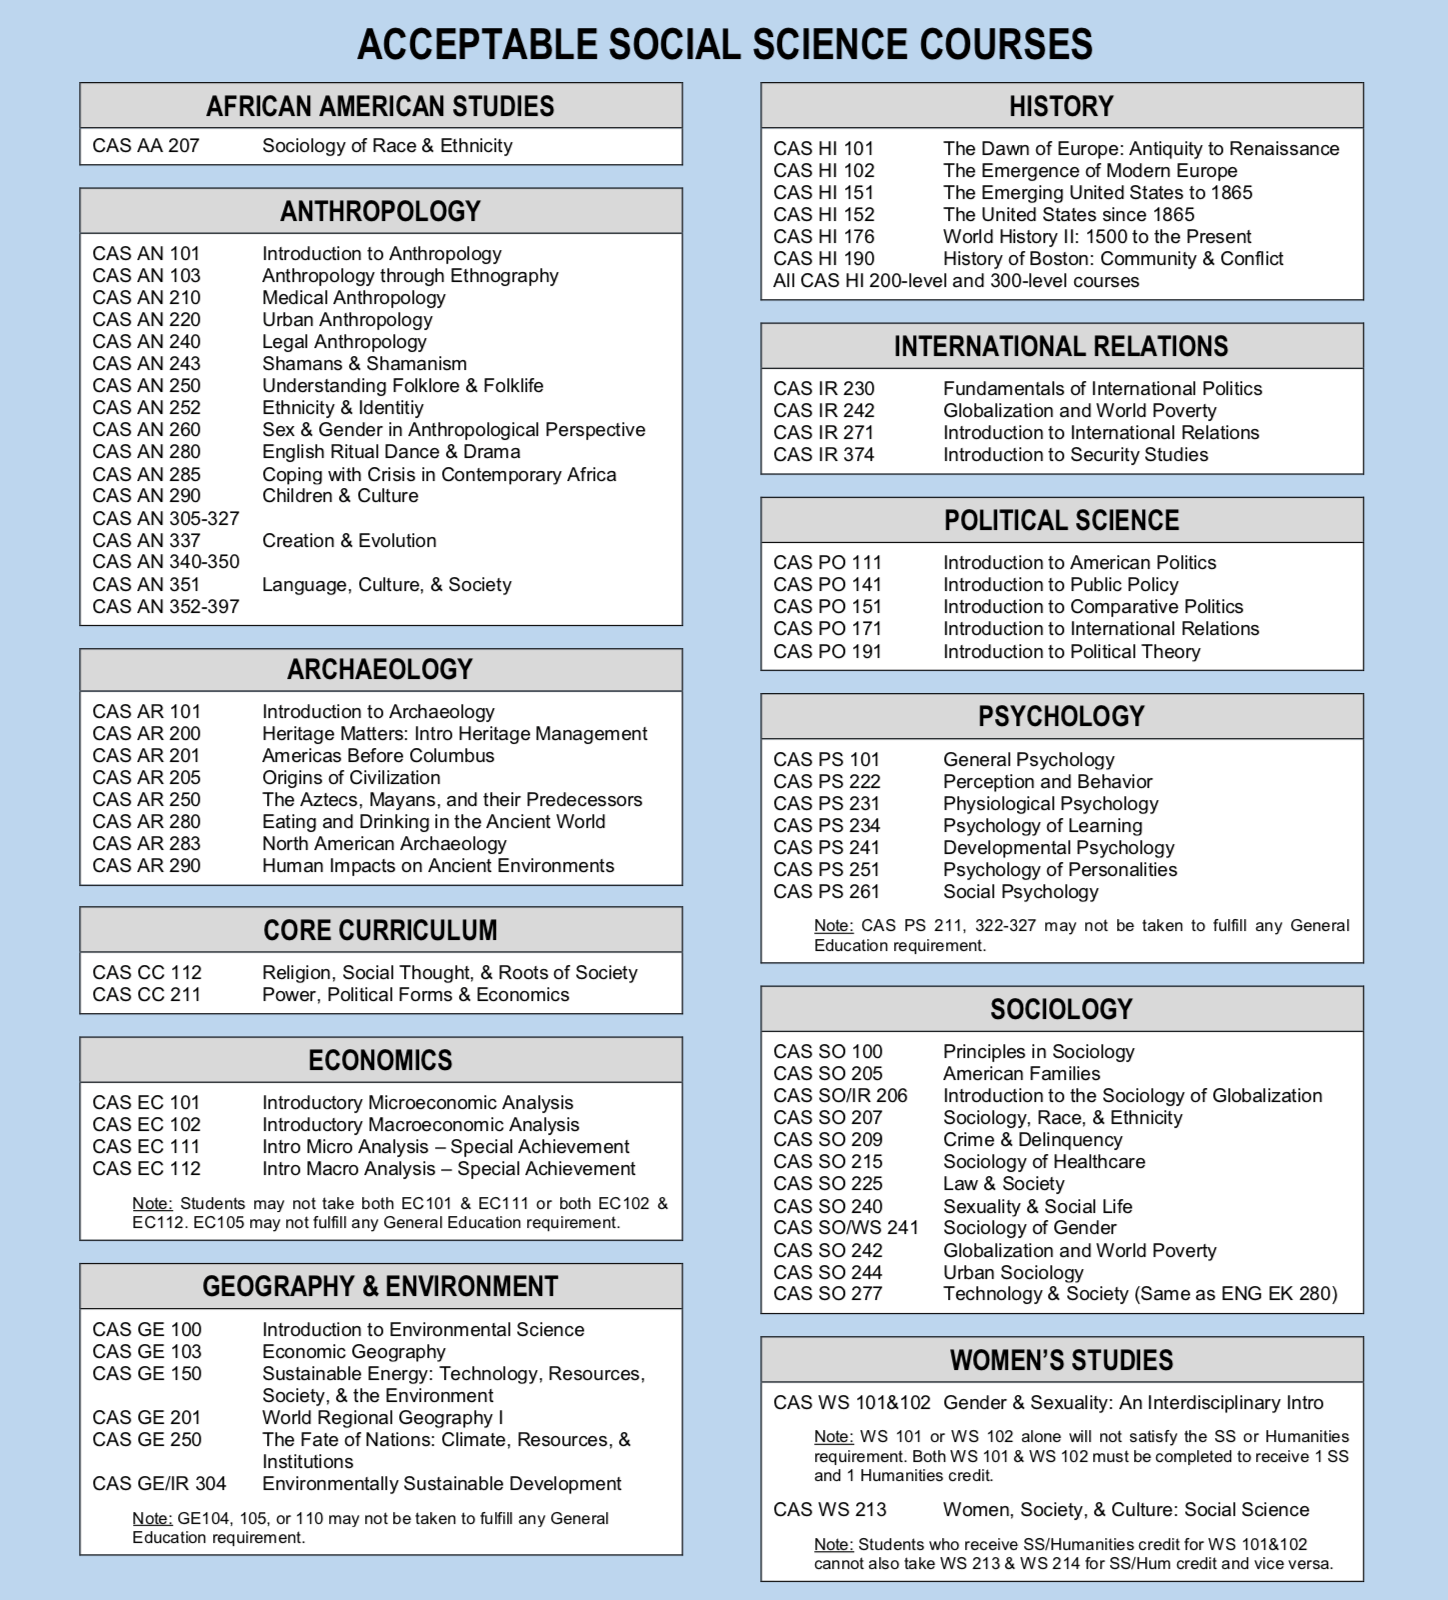 ACCEPTABLE SOCIAL SCIENCE COURSES
AFRICAN AMERICAN STUDIES
CAS AA 207 Sociology of Race & Ethnicity
ANTHROPOLOGY
CAS AN 101 Introduction to Anthropology
CAS AN 103 Anthropology through Ethnography
CAS AN 210 Medical Anthropology
CAS AN 220 Urban Anthropology
CAS AN 240 Legal Anthropology
CAS AN 243 Shamans & Shamanism
CAS AN 250 Understanding Folklore & Folklife
CAS AN 252 Ethnicity & Identitiy
CAS AN 260 Sex & Gender in Anthropological Perspective
CAS AN 280 English Ritual Dance & Drama
CAS AN 285 Coping with Crisis in Contemporary Africa
CAS AN 290 Children & Culture
CAS AN 305-327
CAS AN 337 Creation & Evolution
CAS AN 340-350
CAS AN 351 Language, Culture, & Society
CAS AN 352-397
ARCHAEOLOGY
CAS AR 101 Introduction to Archaeology
CAS AR 200 Heritage Matters: Intro Heritage Management
CAS AR 201 Americas Before Columbus
CAS AR 205 Origins of Civilization
CAS AR 250 The Aztecs, Mayans, and their Predecessors
CAS AR 280 Eating and Drinking in the Ancient World
CAS AR 283 North American Archaeology
CAS AR 290 Human Impacts on Ancient Environments
CORE CURRICULUM
CAS CC 112 Religion, Social Thought, & Roots of Society
CAS CC 211 Power, Political Forms & Economics
ECONOMICS
CAS EC 101 Introductory Microeconomic Analysis
CAS EC 102 Introductory Macroeconomic Analysis
CAS EC 111 Intro Micro Analysis – Special Achievement
CAS EC 112 Intro Macro Analysis – Special Achievement
Note: Students may not take both EC101 & EC111 or both EC102 &
EC112. EC105 may not fulfill any General Education requirement.
GEOGRAPHY & ENVIRONMENT
CAS GE 100 Introduction to Environmental Science
CAS GE 103 Economic Geography
CAS GE 150 Sustainable Energy: Technology, Resources,
Society, & the Environment
CAS GE 201 World Regional Geography I
CAS GE 250 The Fate of Nations: Climate, Resources, &
Institutions
CAS GE/IR 304 Environmentally Sustainable Development
Note: GE104, 105, or 110 may not be taken to fulfill any General
Education requirement.
HISTORY
CAS HI 101 The Dawn of Europe: Antiquity to Renaissance
CAS HI 102 The Emergence of Modern Europe
CAS HI 151 The Emerging United States to 1865
CAS HI 152 The United States since 1865
CAS HI 176 World History II: 1500 to the Present
CAS HI 190 History of Boston: Community & Conflict
All CAS HI 200-level and 300-level courses
INTERNATIONAL RELATIONS
CAS IR 230 Fundamentals of International Politics
CAS IR 242 Globalization and World Poverty
CAS IR 271 Introduction to International Relations
CAS IR 374 Introduction to Security Studies
POLITICAL SCIENCE
CAS PO 111 Introduction to American Politics
CAS PO 141 Introduction to Public Policy
CAS PO 151 Introduction to Comparative Politics
CAS PO 171 Introduction to International Relations
CAS PO 191 Introduction to Political Theory
PSYCHOLOGY
CAS PS 101 General Psychology
CAS PS 222 Perception and Behavior
CAS PS 231 Physiological Psychology
CAS PS 234 Psychology of Learning
CAS PS 241 Developmental Psychology
CAS PS 251 Psychology of Personalities
CAS PS 261 Social Psychology
Note: CAS PS 211, 322-327 may not be taken to fulfill any General
Education requirement.
SOCIOLOGY
CAS SO 100 Principles in Sociology
CAS SO 205 American Families
CAS SO/IR 206 Introduction to the Sociology of Globalization
CAS SO 207 Sociology, Race, & Ethnicity
CAS SO 209 Crime & Delinquency
CAS SO 215 Sociology of Healthcare
CAS SO 225 Law & Society
CAS SO 240 Sexuality & Social Life
CAS SO/WS 241 Sociology of Gender
CAS SO 242 Globalization and World Poverty
CAS SO 244 Urban Sociology
CAS SO 277 Technology & Society (Same as ENG EK 280)
WOMEN’S STUDIES
CAS WS 101&102 Gender & Sexuality: An Interdisciplinary Intro
Note: WS 101 or WS 102 alone will not satisfy the SS or Humanities
requirement. Both WS 101 & WS 102 must be completed to receive 1 SS
and 1 Humanities credit.
CAS WS 213 Women, Society, & Culture: Social Science
Note: Students who receive SS/Humanities credit for WS 101&102
cannot also take WS 213 & WS 214 for SS/Hum credit and vice versa.